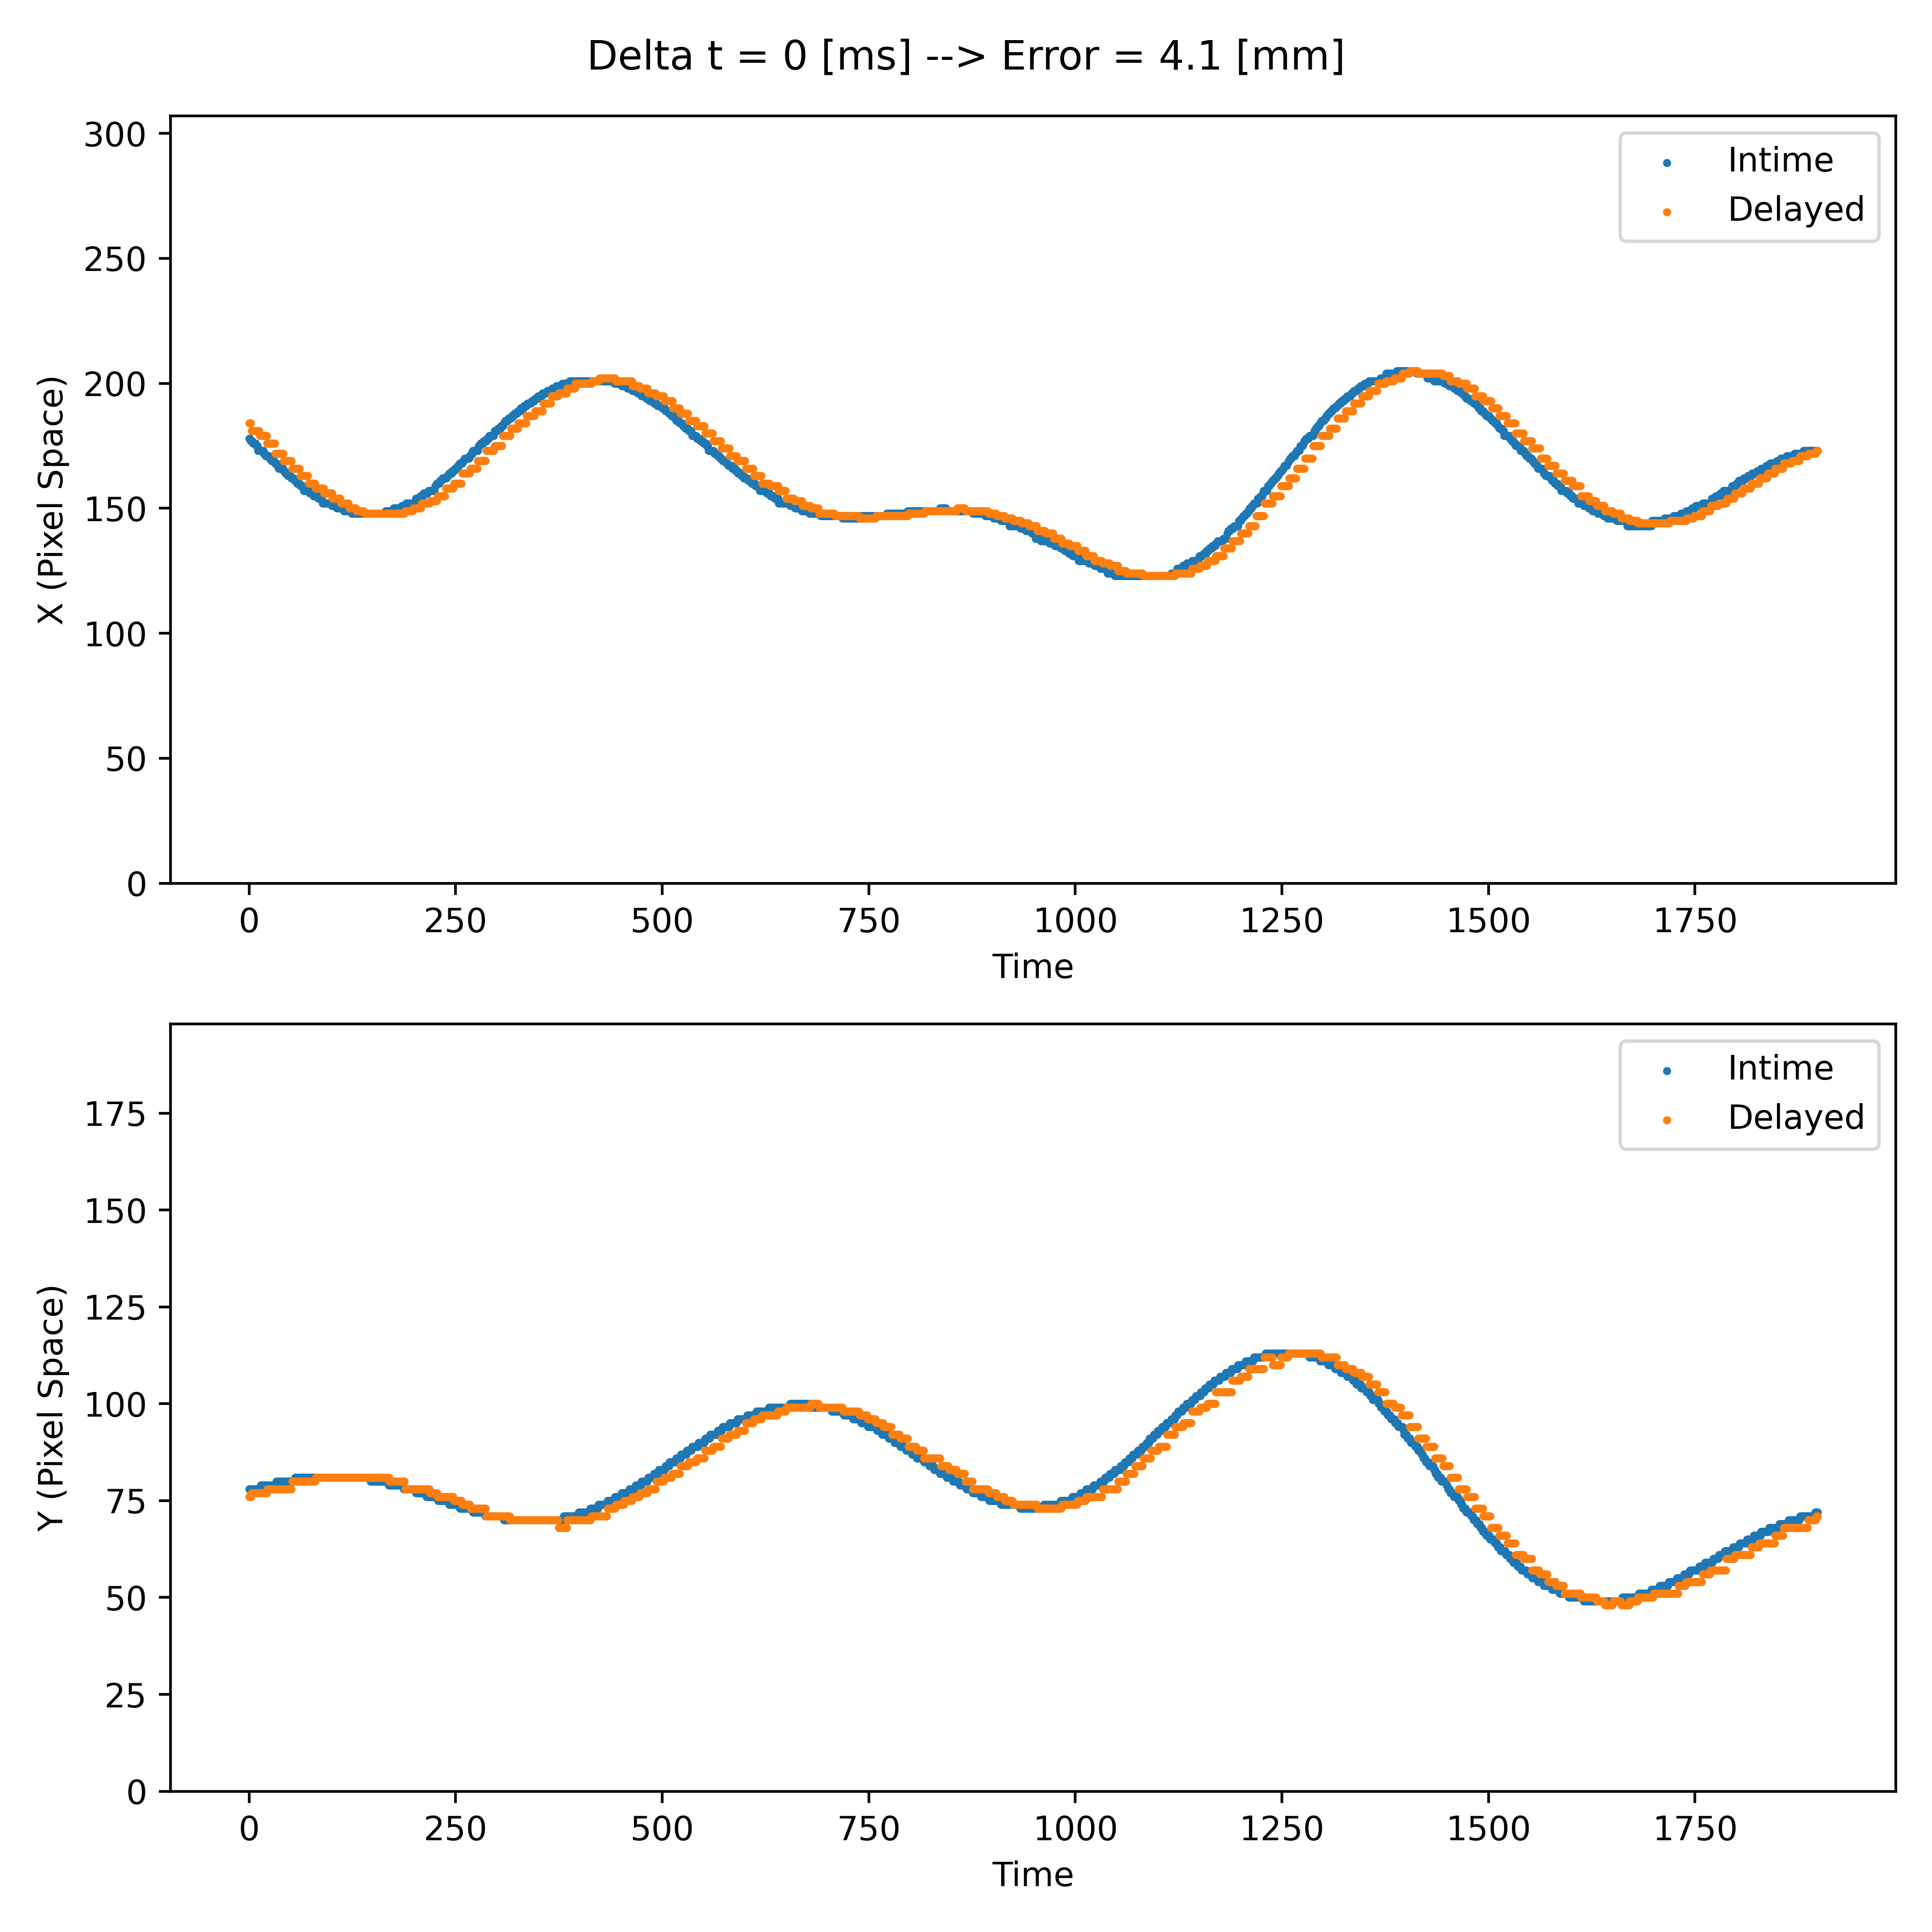 Delta t = 0 [ms] --> Error = 4.1 [mm]
300
250
200
150
100
50
0
X (Pixel Space)
Intime
Delayed
0 250 500 750 1000 1250 1500 1750
Time
175
150
125
100
75
50
25
0
Y (Pixel Space)
Intime
Delayed
0 250 500 750 1000 1250 1500 1750
Time